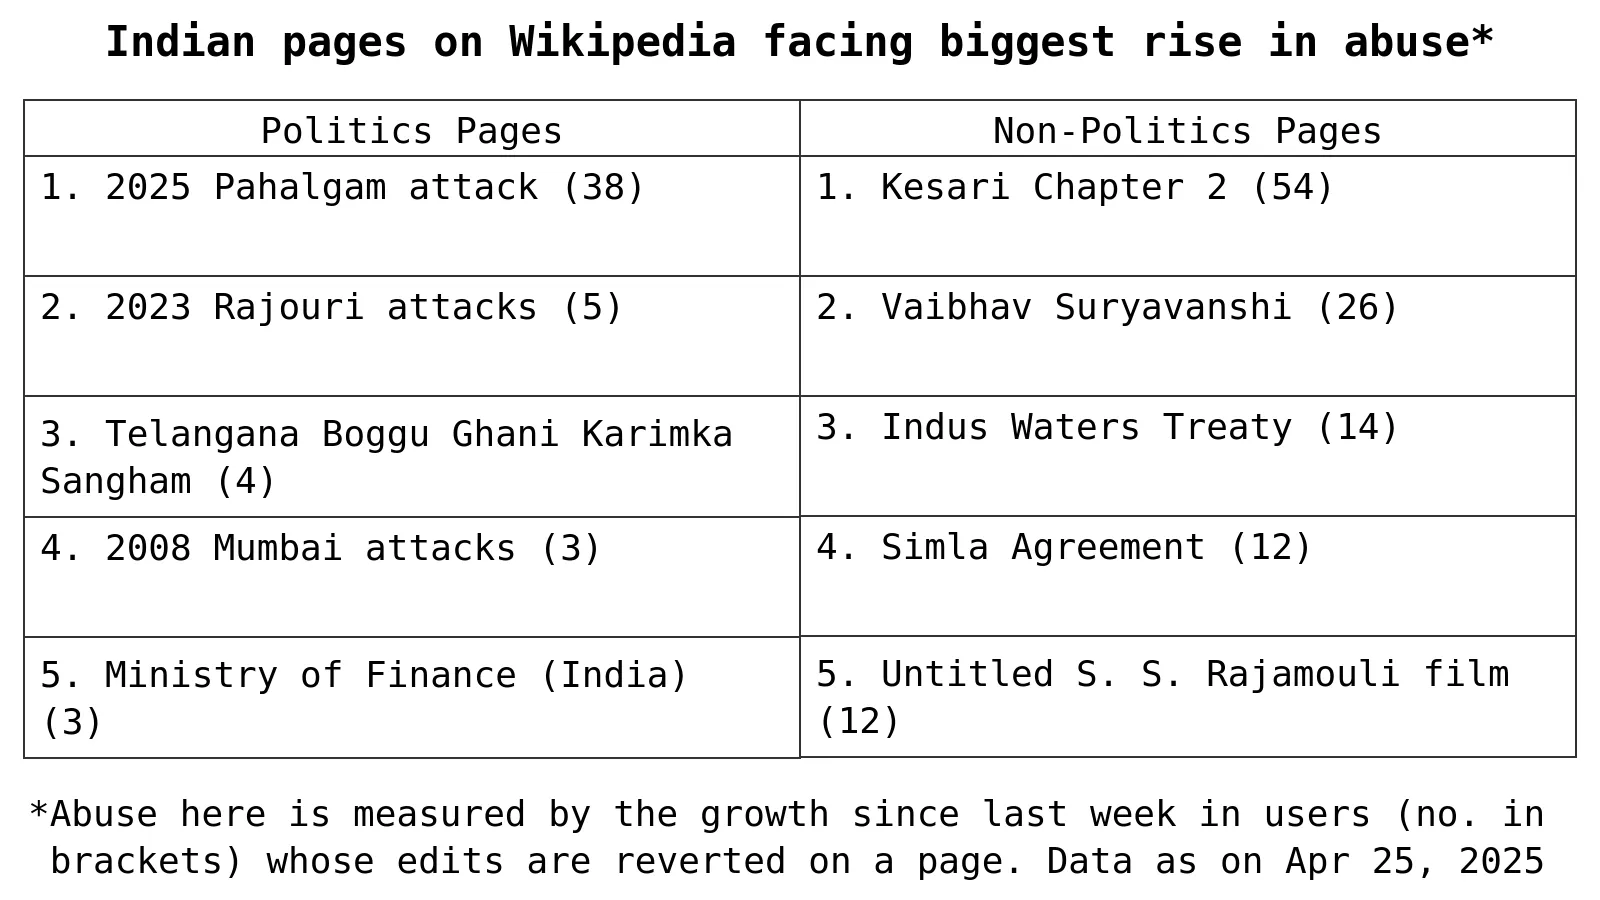 Indian pages on Wikipedia facing biggest rise in abuse*
Politics Pages
Non-Politics Pages
1. 2025 Pahalgam attack (38)
1. Kesari Chapter 2 (54)
2. 2023 Rajouri attacks (5)
2. Vaibhav Suryavanshi (26)
3. Telangana Boggu Ghani Karimka
Sangham (4)
3. Indus Waters Treaty (14)
4. 2008 Mumbai attacks (3)
4. Simla Agreement (12)
5. Ministry of Finance (India)
(3)
5. Untitled S. S. Rajamouli film
(12)
*Abuse here is measured by the growth since last week in users (no. in
brackets) whose edits are reverted on a page. Data as on Apr 25, 2025